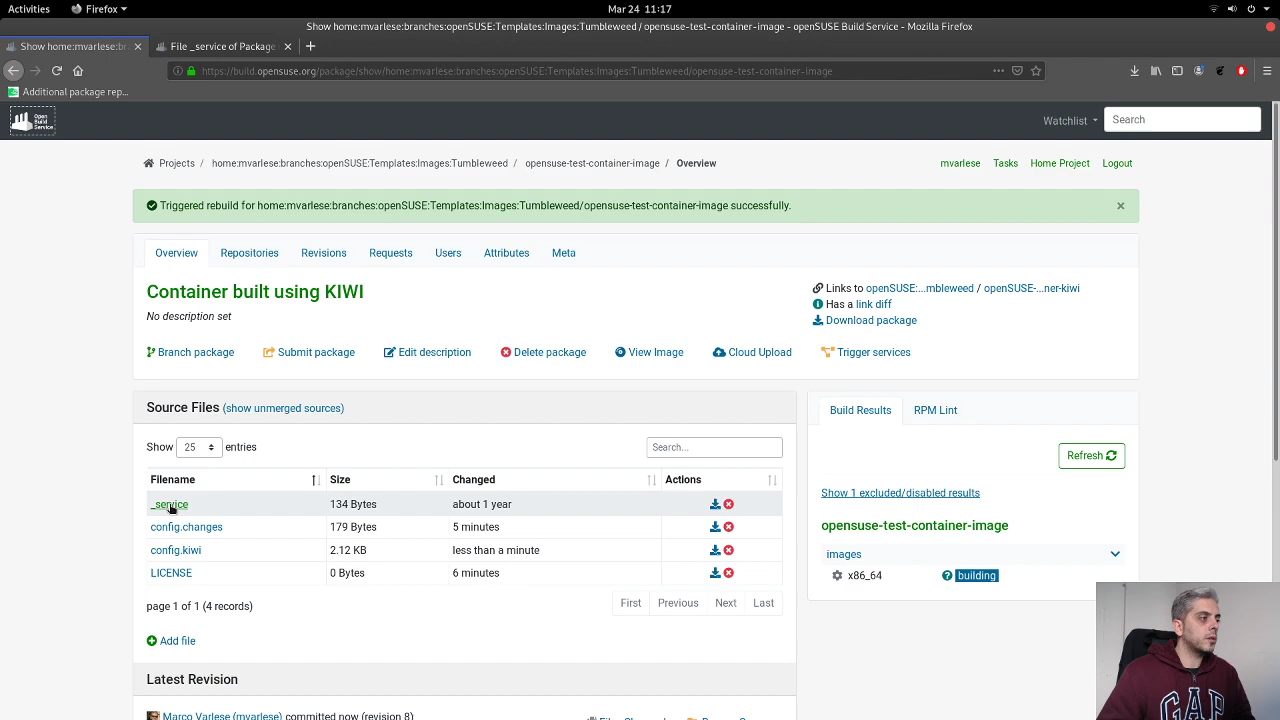 Activities
Firefox
Mar 24 11:17
Show home:mvarlese:branches:openSUSE:Templates:Images:Tumbleweed / opensuse-test-container-image - openSUSE Build Service - Mozilla Firefox
Show home:mvarlese:br
File _service of Package
https://build.opensuse.org/package/show/home:mvarlese:branches:openSUSE:Templates:Images:Tumbleweed/opensuse-test-container-image
Additional package rep...
Open Build Service
Watchlist
Search
Projects / home:mvarlese:branches:openSUSE:Templates:Images:Tumbleweed / opensuse-test-container-image / Overview
mvarlese Tasks Home Project Logout
Triggered rebuild for home:mvarlese:branches:openSUSE:Templates:Images:Tumbleweed/opensuse-test-container-image successfully.
Overview Repositories Revisions Requests Users Attributes Meta
Container built using KIWI
No description set
Links to openSUSE:...mbleweed / openSUSE-...ner-kiwi
Has a link diff
Download package
Branch package Submit package Edit description Delete package View Image Cloud Upload Trigger services
Source Files (show unmerged sources)
Show 25 entries
Search...
Filename Size Changed Actions
_service 134 Bytes about 1 year
config.changes 179 Bytes 5 minutes
config.kiwi 2.12 KB less than a minute
LICENSE 0 Bytes 6 minutes
page 1 of 1 (4 records)
First Previous Next Last
Add file
Latest Revision
Marco Varlese (mvarlese) committed now (revision 8)
Build Results RPM Lint
Refresh
Show 1 excluded/disabled results
opensuse-test-container-image
images
x86_64 building
GAP